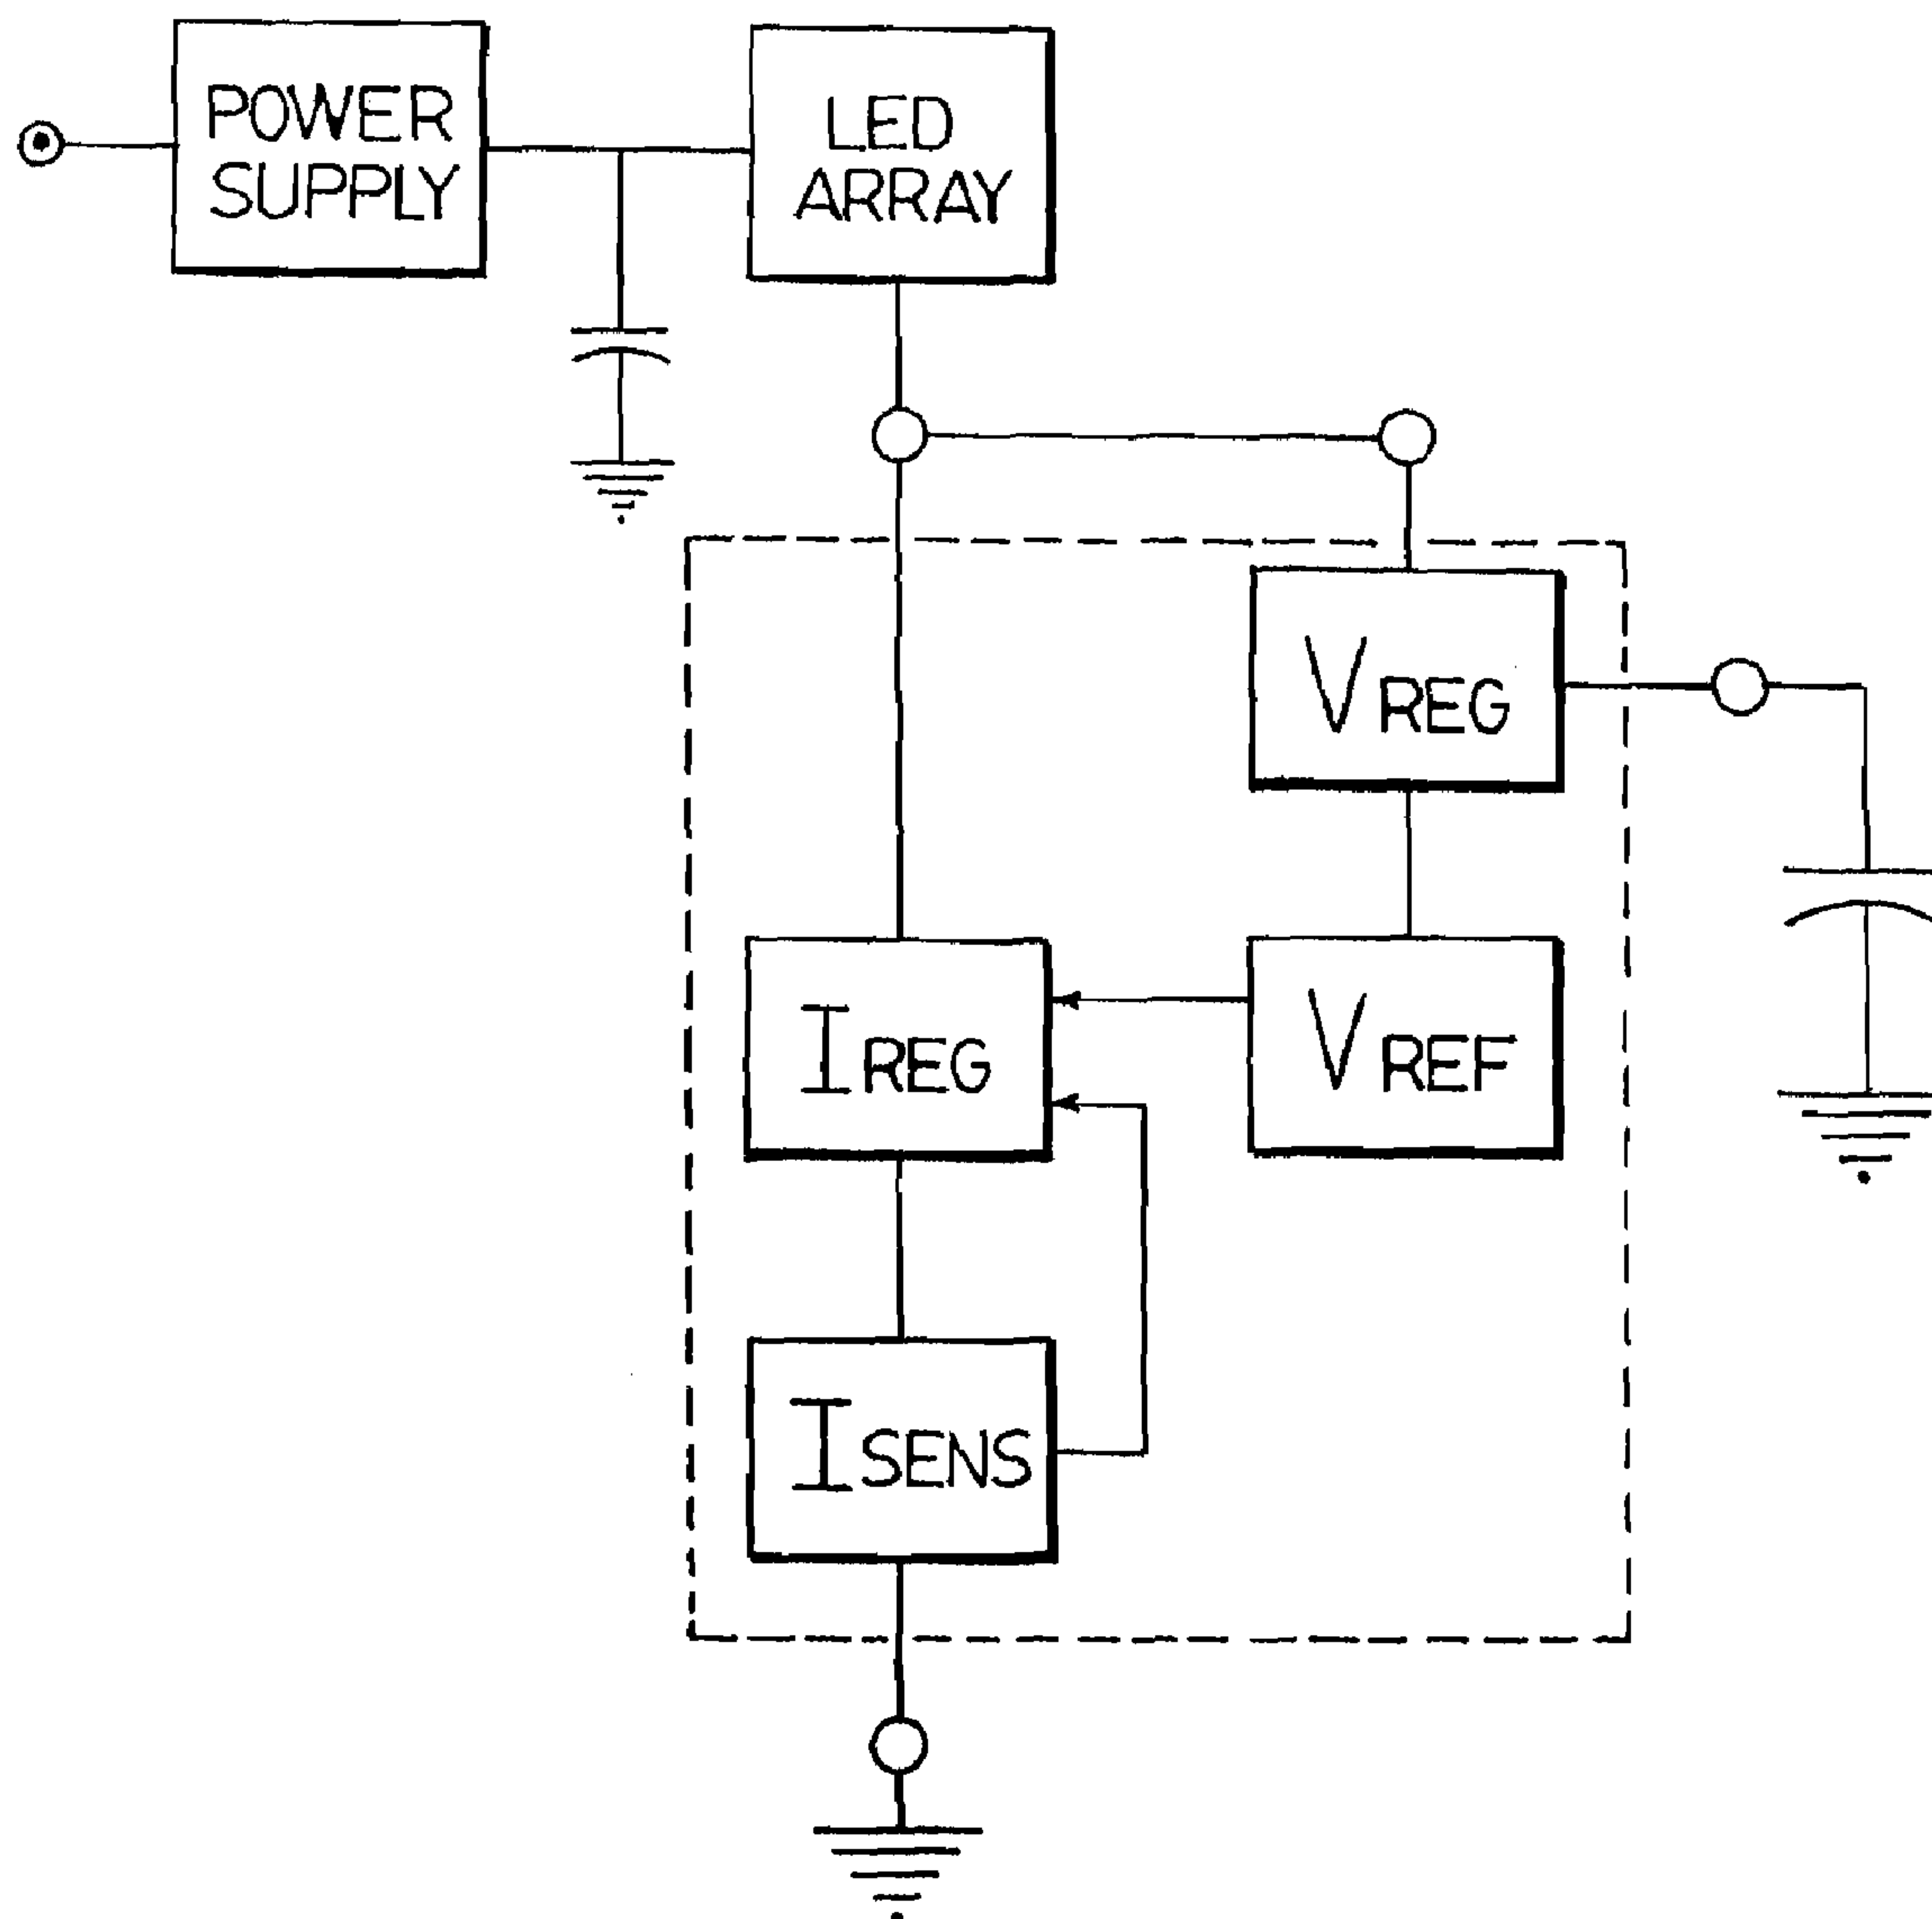 POWER
SUPPLY
LED
ARRAY
VREG
IREG
VREF
ISENS